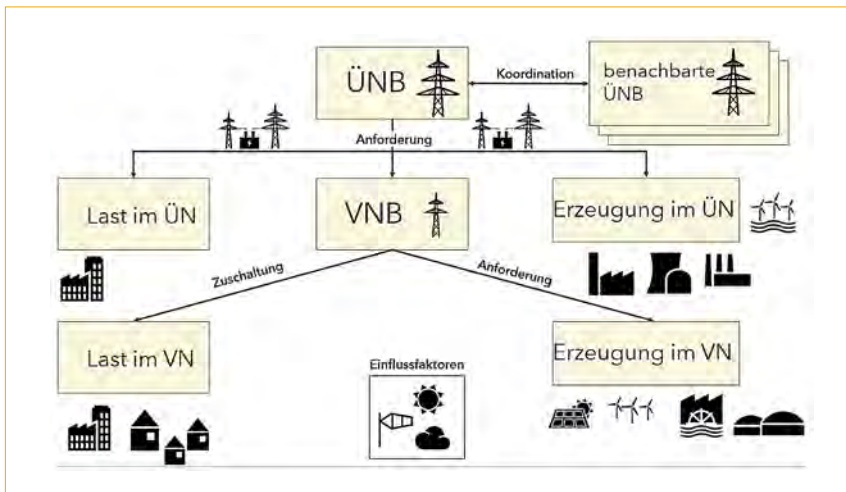 ÜNB
Koordination
benachbarte
ÜNB
Anforderung
Last im ÜN
VNB
Erzeugung im ÜN
Zuschaltung
Anforderung
Last im VN
Einflussfaktoren
Erzeugung im VN